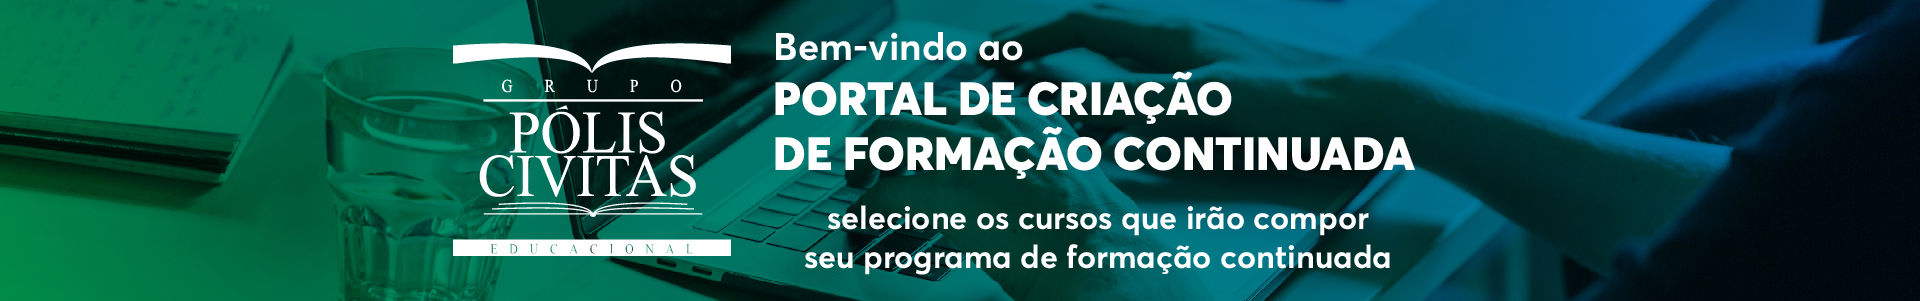 GRUPO
PÓLIS
CIVITAS
EDUCACIONAL
Bem-vindo ao
PORTAL DE CRIAÇÃO
DE FORMAÇÃO CONTINUADA
selecione os cursos que irão compor
seu programa de formação continuada